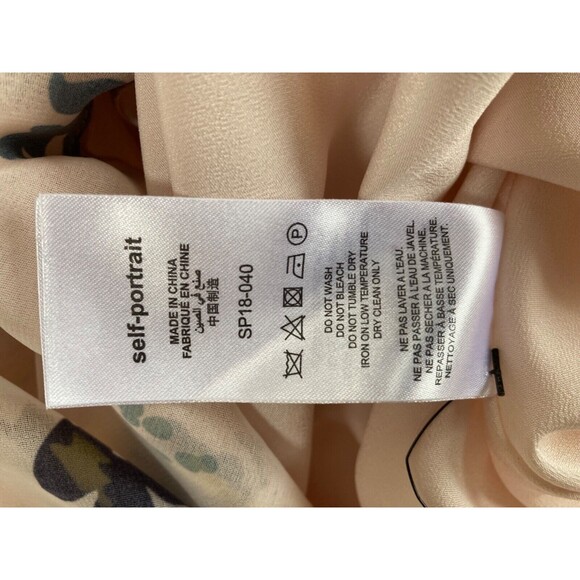 self-portrait
MADE IN CHINA
FABRIQUÉ EN CHINE
صنع في الصين
中国制造
SP18-040
P
DO NOT WASH
DO NOT BLEACH
DO NOT TUMBLE DRY
IRON ON LOW TEMPERATURE
DRY CLEAN ONLY
NE PAS LAVER A L'EAU.
NE PAS PASSER À L'EAU DE JAVEL.
NE PAS SECHER A LA MACHINE.
REPASSER À BASSE TEMPERATURE.
NETTOYAGE À SEC UNIQUEMENT.